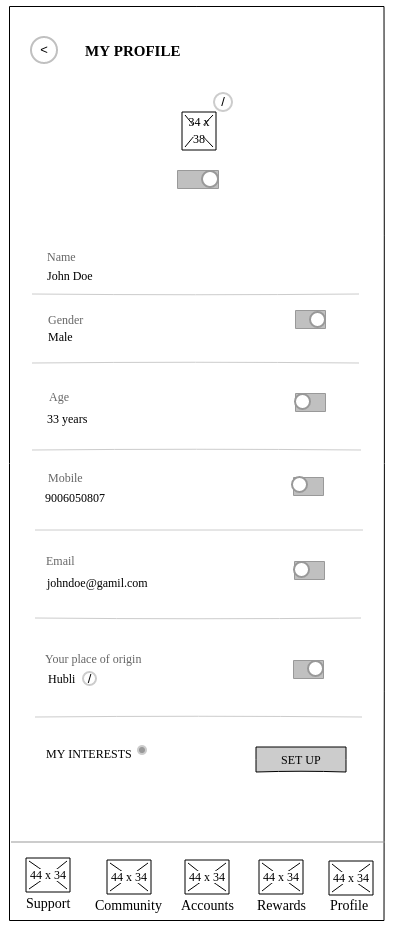 < MY PROFILE
/
34 x
38
Name
John Doe
Gender
Male
Age
33 years
Mobile
9006050807
Email
johndoe@gamil.com
Your place of origin
Hubli /
MY INTERESTS SET UP
44 x 34 44 x 34 44 x 34 44 x 34 44 x 34
Support Community Accounts Rewards Profile